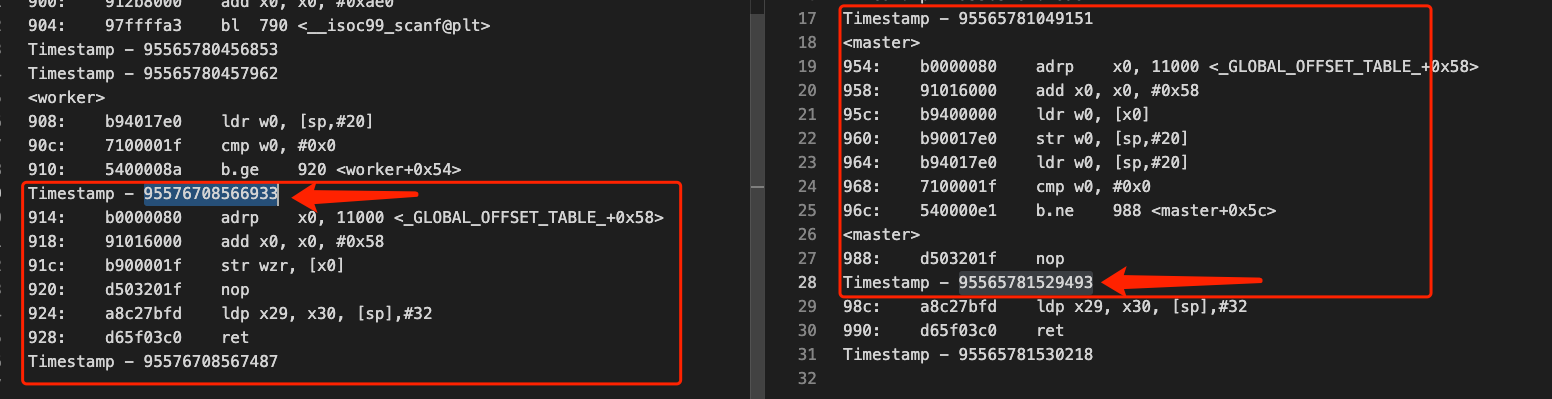 900: 912b8000 add x0, x0, #0xae0
904: 97ffffa3 bl 790 <__isoc99_scanf@plt>
Timestamp - 95565780456853
Timestamp - 95565780457962
<worker>
908: b94017e0 ldr w0, [sp,#20]
90c: 7100001f cmp w0, #0x0
910: 5400008a b.ge 920 <worker+0x54>
Timestamp - 95576708566933
914: b0000080 adrp x0, 11000 <_GLOBAL_OFFSET_TABLE_+0x58>
918: 91016000 add x0, x0, #0x58
91c: b900001f str wzr, [x0]
920: d503201f nop
924: a8c27bfd ldp x29, x30, [sp],#32
928: d65f03c0 ret
Timestamp - 95576708567487
17 Timestamp - 95565781049151
18 <master>
19 954: b0000080 adrp x0, 11000 <_GLOBAL_OFFSET_TABLE_+0x58>
20 958: 91016000 add x0, x0, #0x58
21 95c: b9400000 ldr w0, [x0]
22 960: b90017e0 str w0, [sp,#20]
23 964: b94017e0 ldr w0, [sp,#20]
24 968: 7100001f cmp w0, #0x0
25 96c: 540000e1 b.ne 988 <master+0x5c>
26 <master>
27 988: d503201f nop
28 Timestamp - 95565781529493
29 98c: a8c27bfd ldp x29, x30, [sp],#32
30 990: d65f03c0 ret
31 Timestamp - 95565781530218
32